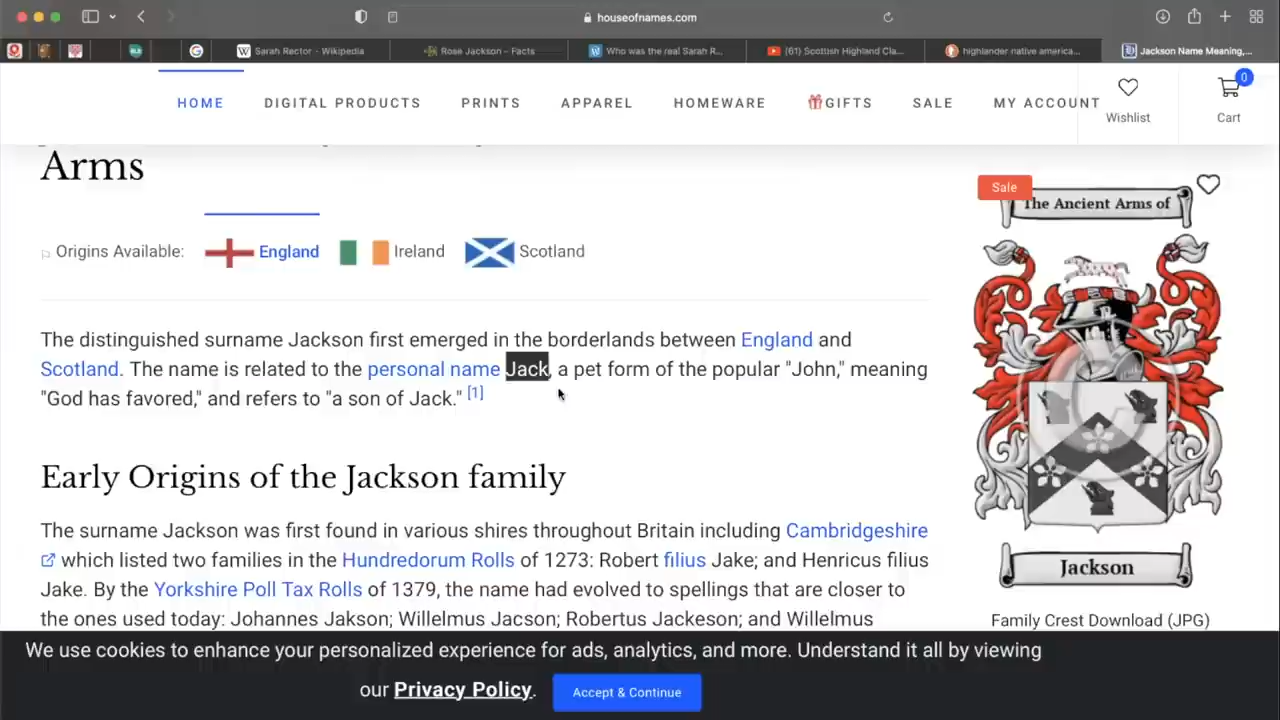 houseofnames.com
Sarah Rector - Wikipedia
Rose Jackson - Facts
Who was the real Sarah R...
(61) Scottish Highland Cla...
highlander native america...
Jackson Name Meaning,...
HOME
DIGITAL PRODUCTS
PRINTS
APPAREL
HOMEWARE
GIFTS
SALE
MY ACCOUNT
Wishlist
0
Cart
Arms
Origins Available: England Ireland Scotland
The distinguished surname Jackson first emerged in the borderlands between England and
Scotland. The name is related to the personal name Jack, a pet form of the popular "John," meaning
"God has favored," and refers to "a son of Jack." [1]
Early Origins of the Jackson family
The surname Jackson was first found in various shires throughout Britain including Cambridgeshire
which listed two families in the Hundredorum Rolls of 1273: Robert filius Jake; and Henricus filius
Jake. By the Yorkshire Poll Tax Rolls of 1379, the name had evolved to spellings that are closer to
the ones used today: Johannes Jakson; Willelmus Jacson; Robertus Jackeson; and Willelmus
Sale
The Ancient Arms of
Jackson
Family Crest Download (JPG)
We use cookies to enhance your personalized experience for ads, analytics, and more. Understand it all by viewing
our Privacy Policy.
Accept & Continue